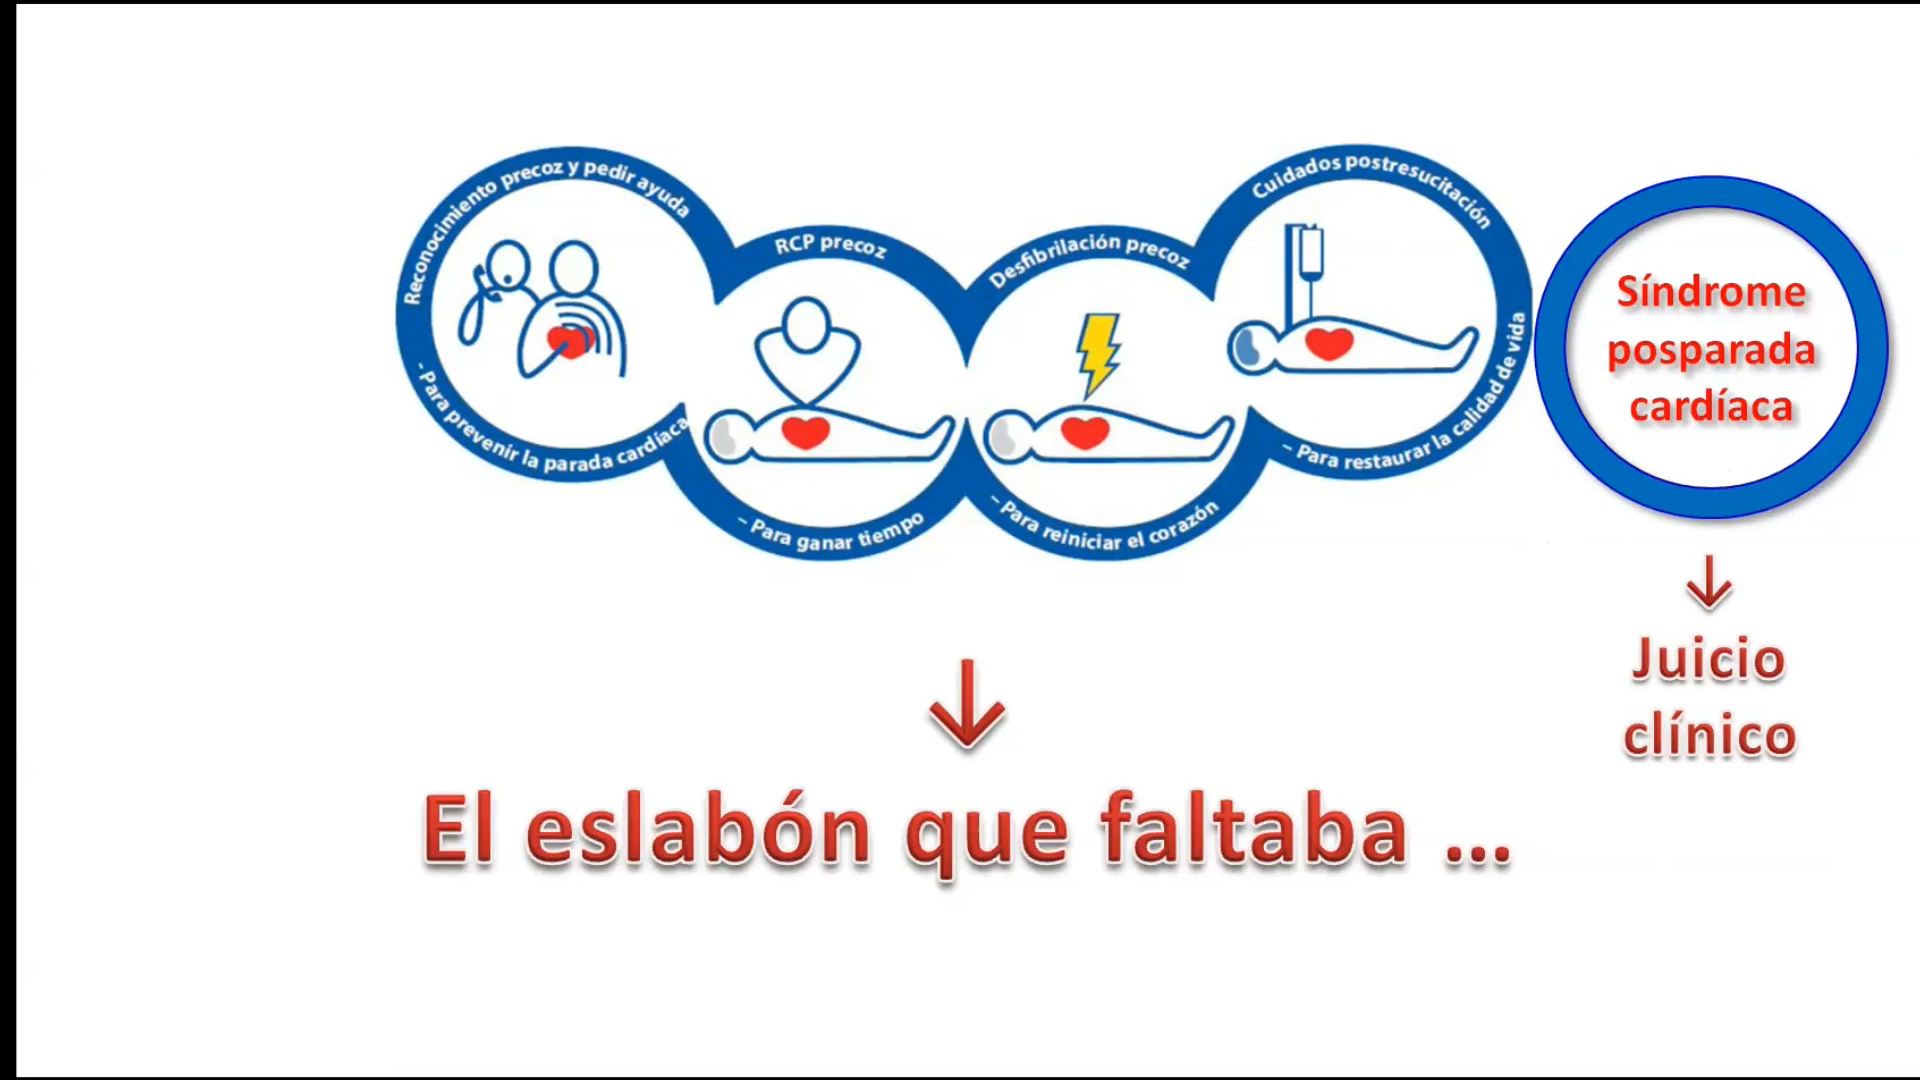 Reconocimiento precoz y pedir ayuda
- Para prevenir la parada cardíaca
RCP precoz
- Para ganar tiempo
Desfibrilación precoz
- Para reiniciar el corazón
Cuidados postresucitación
- Para restaurar la calidad de vida
Síndrome
posparada
cardíaca
↓
Juicio
clínico
↓
El eslabón que faltaba ...